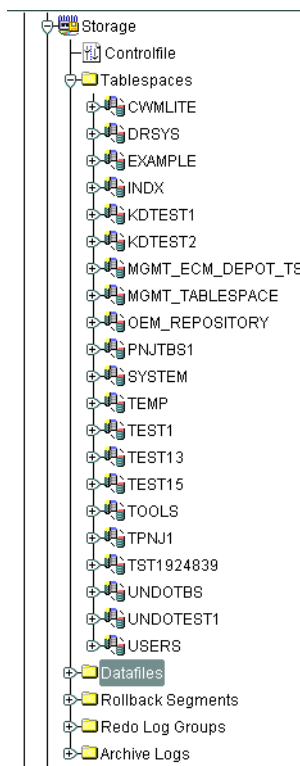 Storage
Controlfile
Tablespaces
CWMLITE
DRSYS
EXAMPLE
INDX
KDTEST1
KDTEST2
MGMT_ECM_DEPOT_TS
MGMT_TABLESPACE
OEM_REPOSITORY
PNJTBS1
SYSTEM
TEMP
TEST1
TEST13
TEST15
TOOLS
TPNJ1
TST1924839
UNDOTBS
UNDOTEST1
USERS
Datafiles
Rollback Segments
Redo Log Groups
Archive Logs